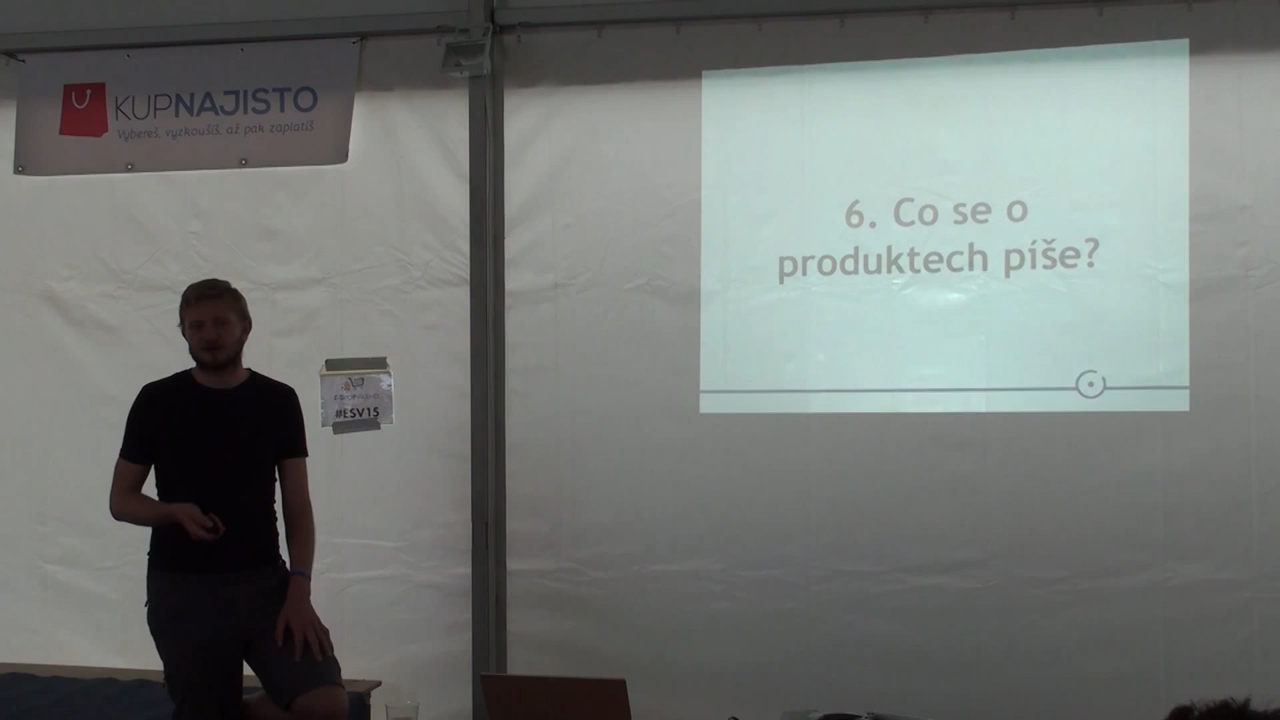 KUPNAJISTO
Vybereš, vyzkoušíš, až pak zaplatíš
6. Co se o
produktech píše?
#ESV15